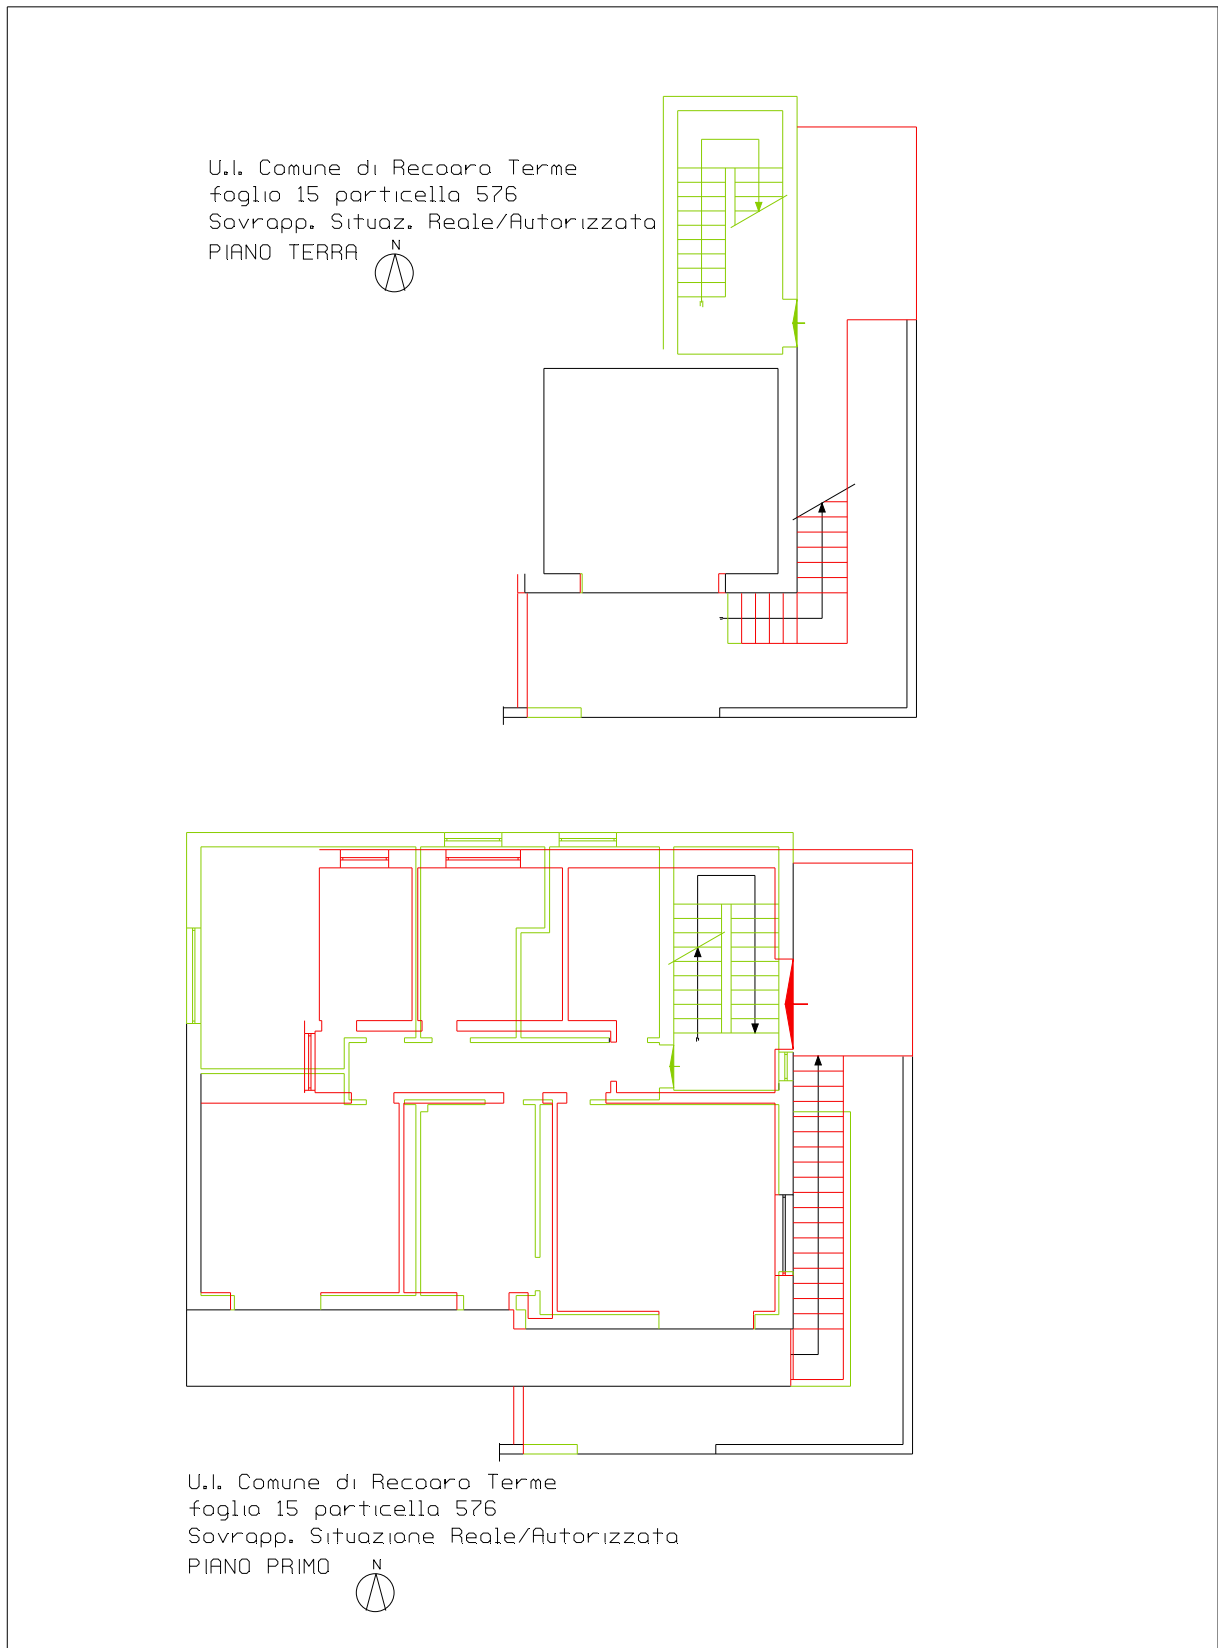 U.I. Comune di Recoaro Terme
foglio 15 particella 576
Sovrapp. Situaz. Reale/Autorizzata
PIANO TERRA
N
U.I. Comune di Recoaro Terme
foglio 15 particella 576
Sovrapp. Situazione Reale/Autorizzata
PIANO PRIMO
N